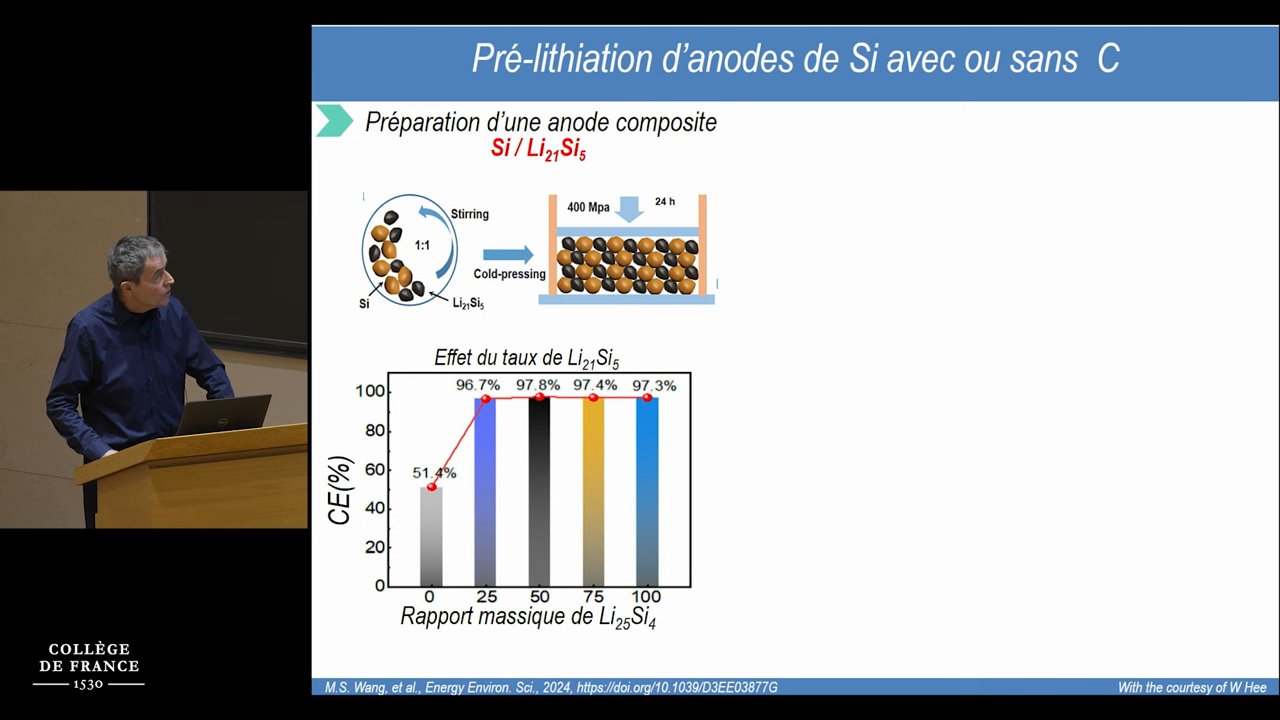 Pré-lithiation d'anodes de Si avec ou sans C
Préparation d'une anode composite
Si / Li21Si5
Stirring
1:1
Si
Li21Si5
Cold-pressing
400 Mpa
24 h
Effet du taux de Li21Si5
CE(%)
100
80
60
40
20
0
51.4%
96.7%
97.8%
97.4%
97.3%
0 25 50 75 100
Rapport massique de Li25Si4
M.S. Wang, et al., Energy Environ. Sci., 2024, https://doi.org/10.1039/D3EE03877G
With the courtesy of W Hee
COLLÈGE
DE FRANCE
1530